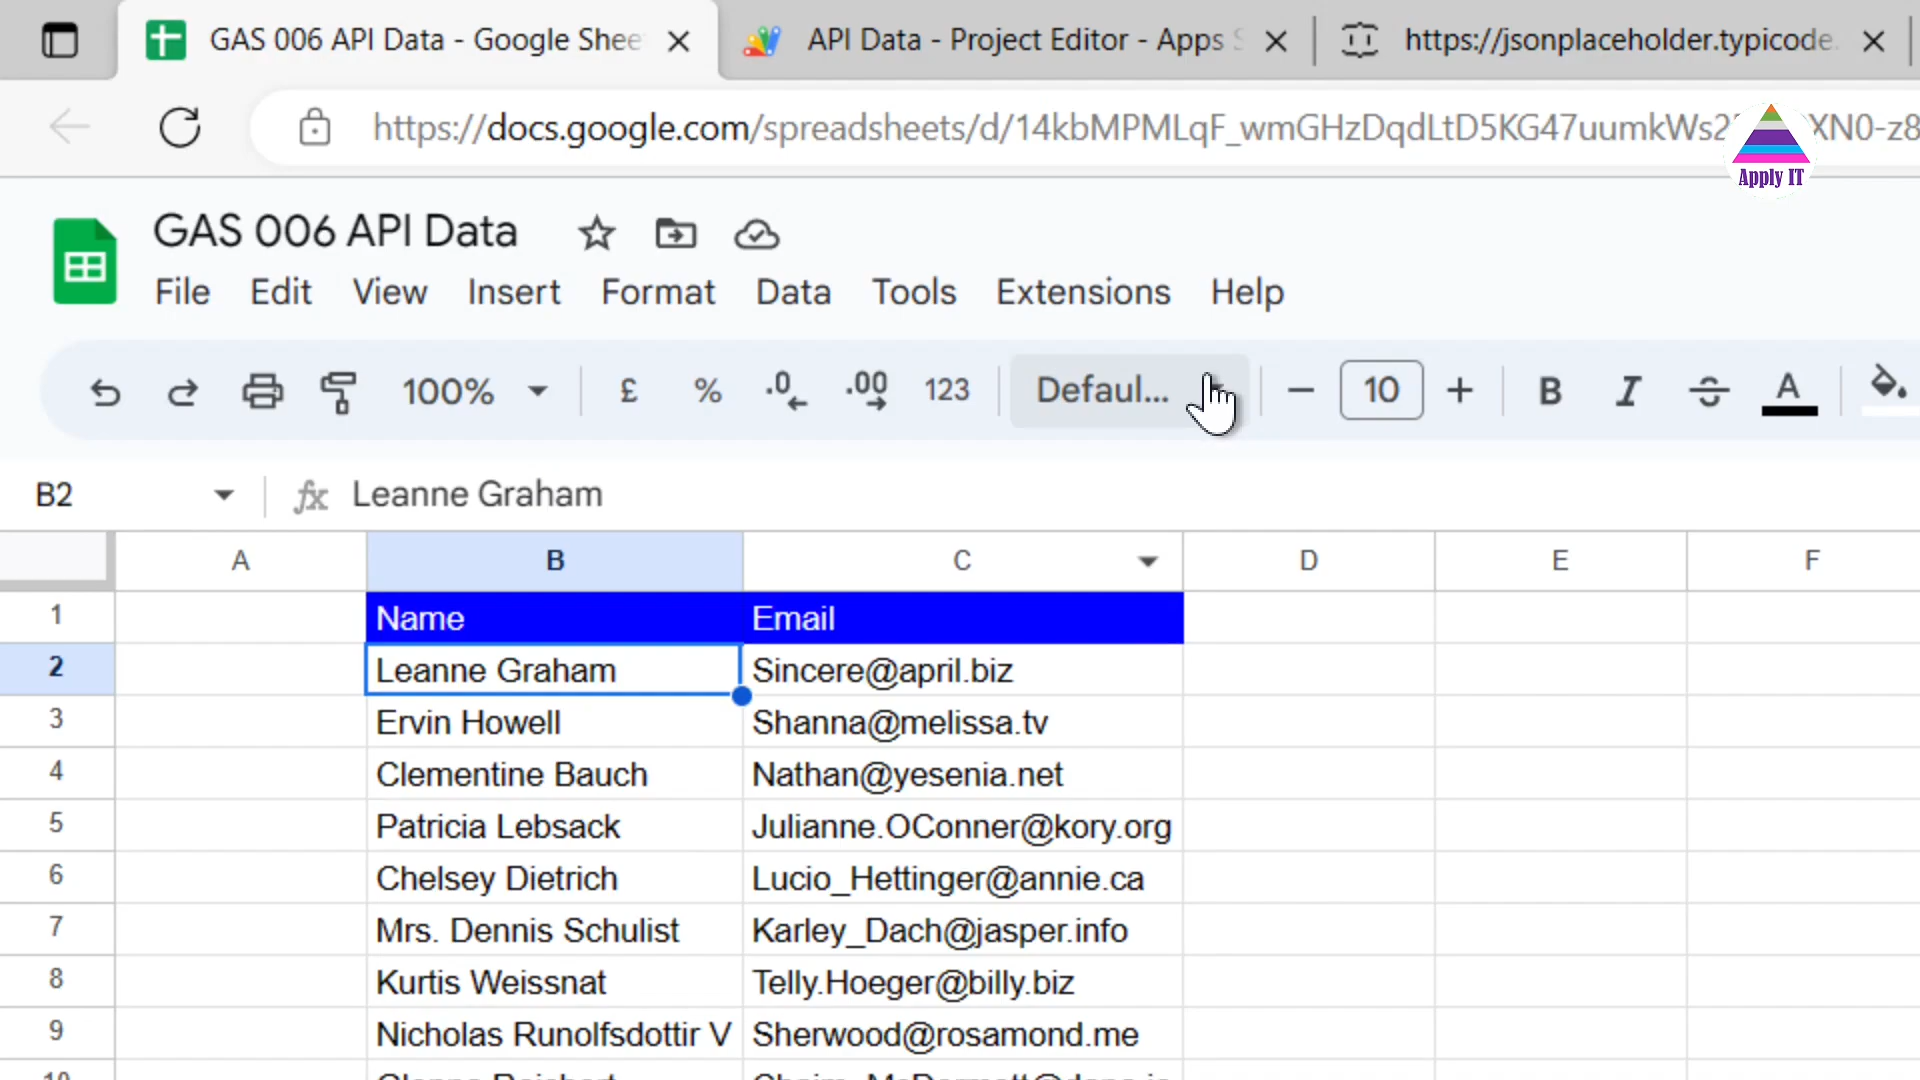 GAS 006 API Data - Google Shee
API Data - Project Editor - Apps S
https://jsonplaceholder.typicode.
https://docs.google.com/spreadsheets/d/14kbMPMLqF_wmGHzDqdLtD5KG47uumkWs2 XN0-z8
Apply IT
GAS 006 API Data
File Edit View Insert Format Data Tools Extensions Help
100% £ % .0 .00 123 Defaul... 10 B I S A
B2 fx Leanne Graham
A B C D E F
1 Name Email
2 Leanne Graham Sincere@april.biz
3 Ervin Howell Shanna@melissa.tv
4 Clementine Bauch Nathan@yesenia.net
5 Patricia Lebsack Julianne.OConner@kory.org
6 Chelsey Dietrich Lucio_Hettinger@annie.ca
7 Mrs. Dennis Schulist Karley_Dach@jasper.info
8 Kurtis Weissnat Telly.Hoeger@billy.biz
9 Nicholas Runolfsdottir V Sherwood@rosamond.me